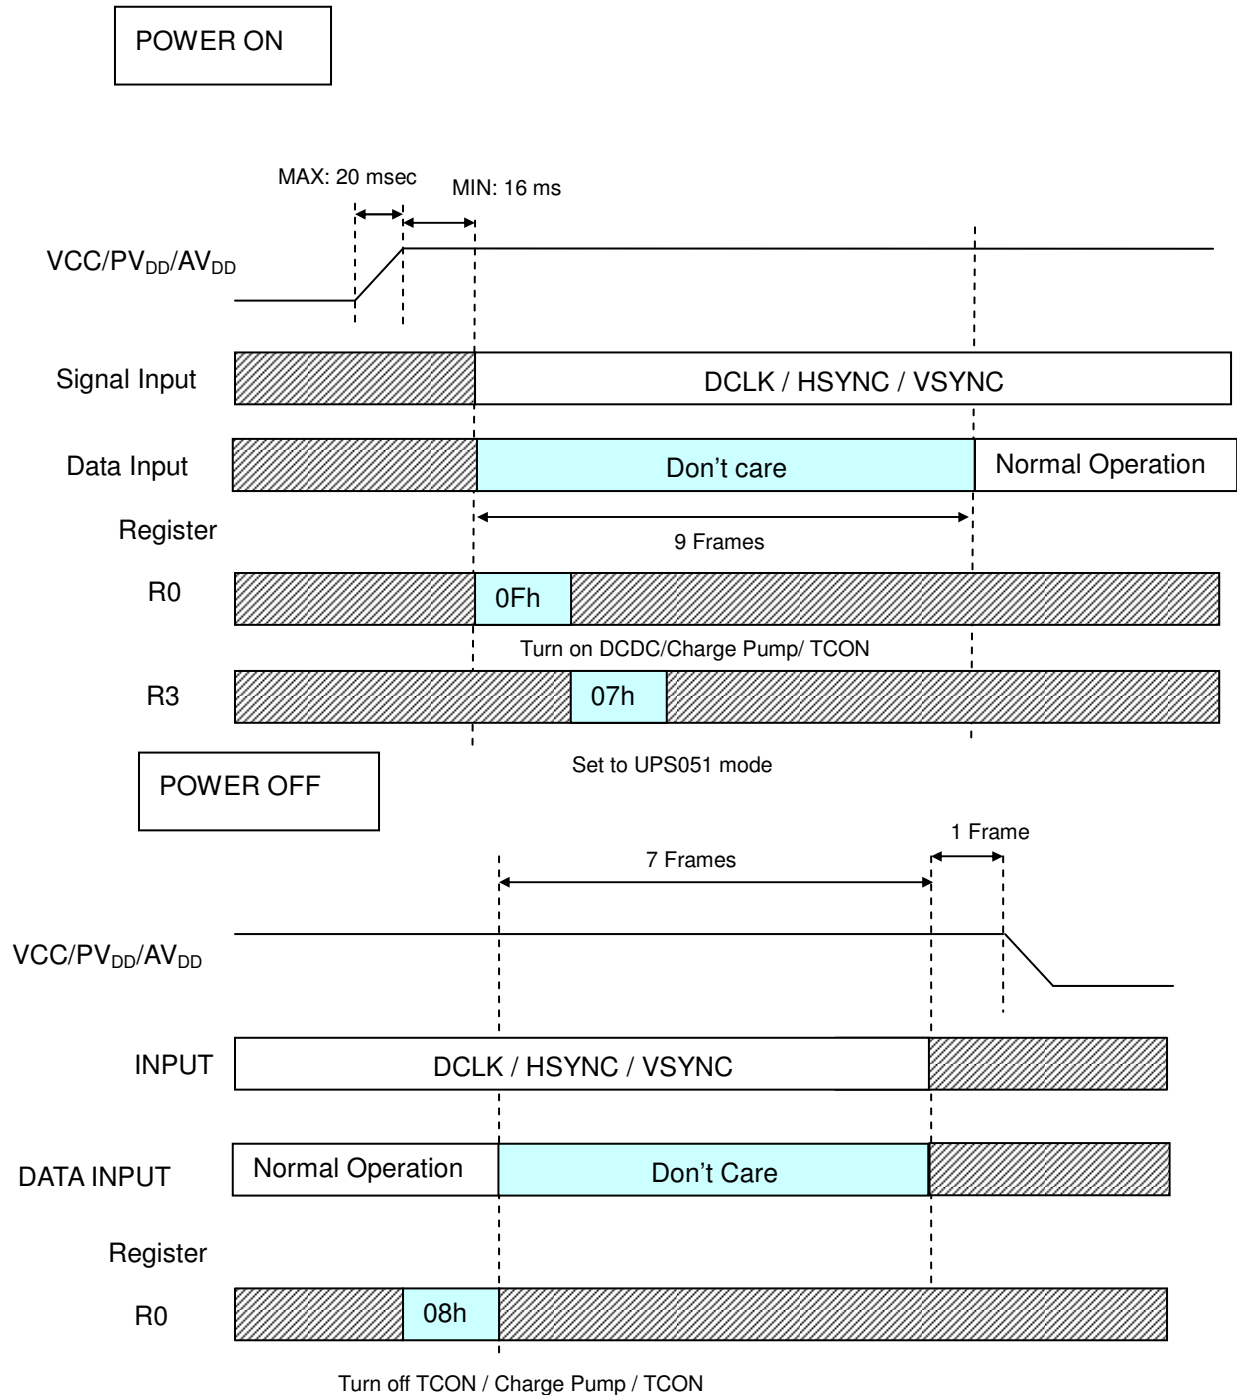 POWER ON
MAX: 20 msec
MIN: 16 ms
VCC/PVDD/AVDD
Signal Input
DCLK / HSYNC / VSYNC
Data Input
Don't care
Normal Operation
9 Frames
Register
R0
0Fh
Turn on DCDC/Charge Pump/ TCON
R3
07h
Set to UPS051 mode
POWER OFF
1 Frame
7 Frames
VCC/PVDD/AVDD
INPUT
DCLK / HSYNC / VSYNC
DATA INPUT
Normal Operation
Don't Care
Register
R0
08h
Turn off TCON / Charge Pump / TCON